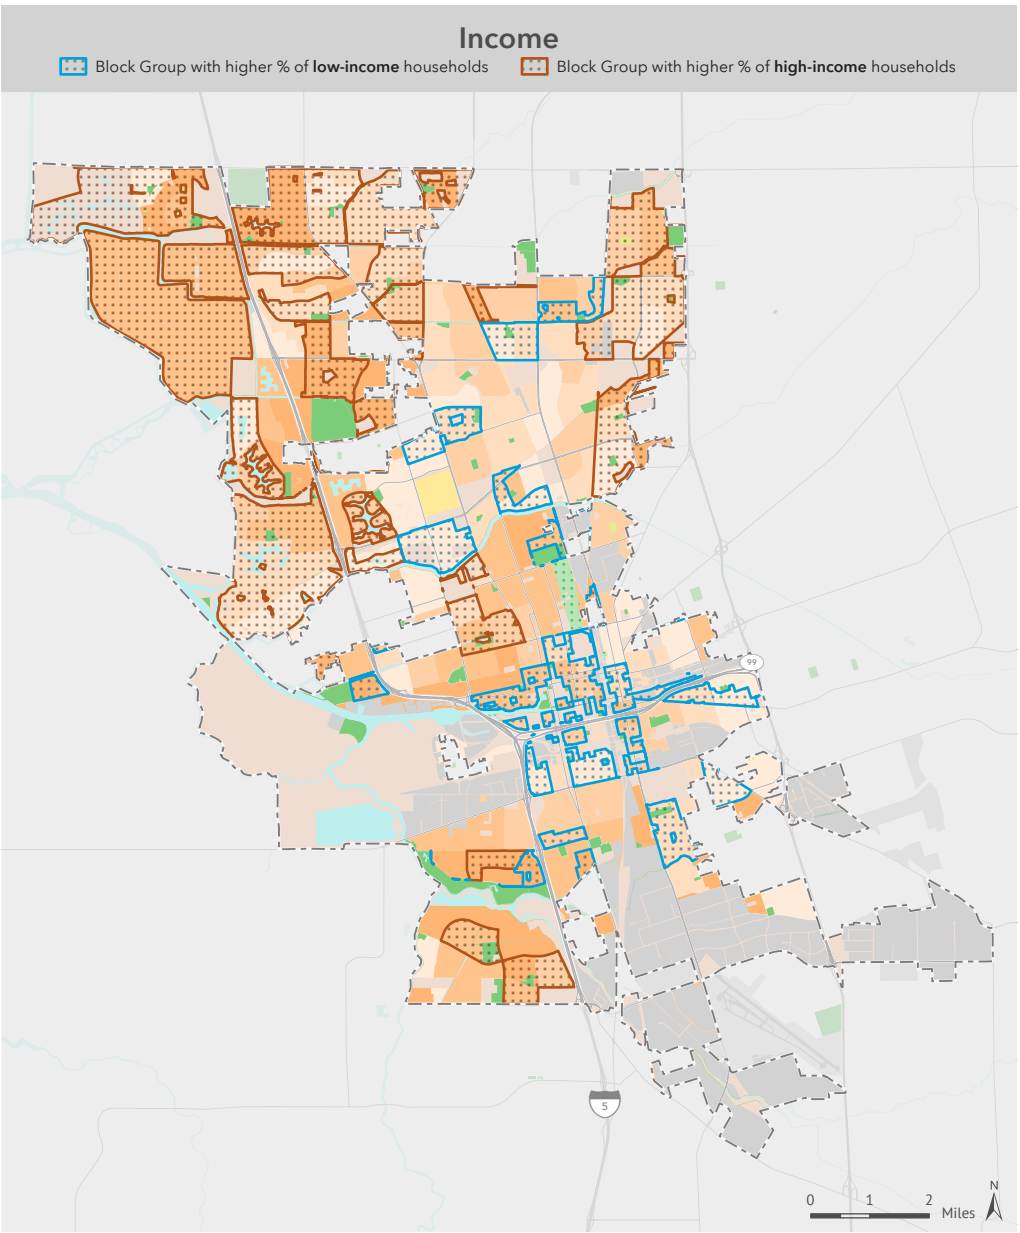 Income
Block Group with higher % of low-income households Block Group with higher % of high-income households
99
5
N
0 1 2 Miles